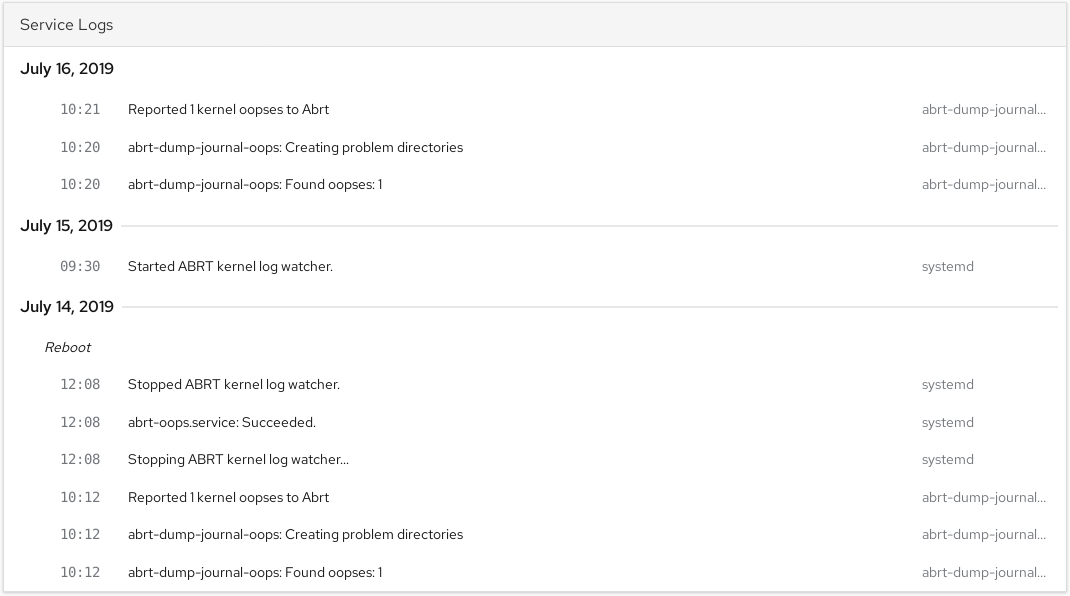 Service Logs
July 16, 2019
10:21 Reported 1 kernel oopses to Abrt abrt-dump-journal...
10:20 abrt-dump-journal-oops: Creating problem directories abrt-dump-journal...
10:20 abrt-dump-journal-oops: Found oopses: 1 abrt-dump-journal...
July 15, 2019
09:30 Started ABRT kernel log watcher. systemd
July 14, 2019
Reboot
12:08 Stopped ABRT kernel log watcher. systemd
12:08 abrt-oops.service: Succeeded. systemd
12:08 Stopping ABRT kernel log watcher... systemd
10:12 Reported 1 kernel oopses to Abrt abrt-dump-journal...
10:12 abrt-dump-journal-oops: Creating problem directories abrt-dump-journal...
10:12 abrt-dump-journal-oops: Found oopses: 1 abrt-dump-journal...